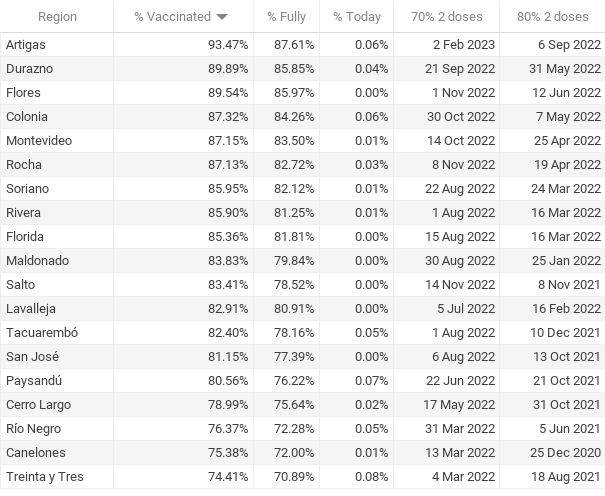 Region % Vaccinated % Fully % Today 70% 2 doses 80% 2 doses
Artigas 93.47% 87.61% 0.06% 2 Feb 2023 6 Sep 2022
Durazno 89.89% 85.85% 0.04% 21 Sep 2022 31 May 2022
Flores 89.54% 85.97% 0.00% 1 Nov 2022 12 Jun 2022
Colonia 87.32% 84.26% 0.06% 30 Oct 2022 7 May 2022
Montevideo 87.15% 83.50% 0.01% 14 Oct 2022 25 Apr 2022
Rocha 87.13% 82.72% 0.03% 8 Nov 2022 19 Apr 2022
Soriano 85.95% 82.12% 0.01% 22 Aug 2022 24 Mar 2022
Rivera 85.90% 81.25% 0.01% 1 Aug 2022 16 Mar 2022
Florida 85.36% 81.81% 0.00% 15 Aug 2022 16 Mar 2022
Maldonado 83.83% 79.84% 0.00% 30 Aug 2022 25 Jan 2022
Salto 83.41% 78.52% 0.00% 14 Nov 2022 8 Nov 2021
Lavalleja 82.91% 80.91% 0.00% 5 Jul 2022 16 Feb 2022
Tacuarembó 82.40% 78.16% 0.05% 1 Aug 2022 10 Dec 2021
San José 81.15% 77.39% 0.00% 6 Aug 2022 13 Oct 2021
Paysandú 80.56% 76.22% 0.07% 22 Jun 2022 21 Oct 2021
Cerro Largo 78.99% 75.64% 0.02% 17 May 2022 31 Oct 2021
Río Negro 76.37% 72.28% 0.05% 31 Mar 2022 5 Jun 2021
Canelones 75.38% 72.00% 0.01% 13 Mar 2022 25 Dec 2020
Treinta y Tres 74.41% 70.89% 0.08% 4 Mar 2022 18 Aug 2021